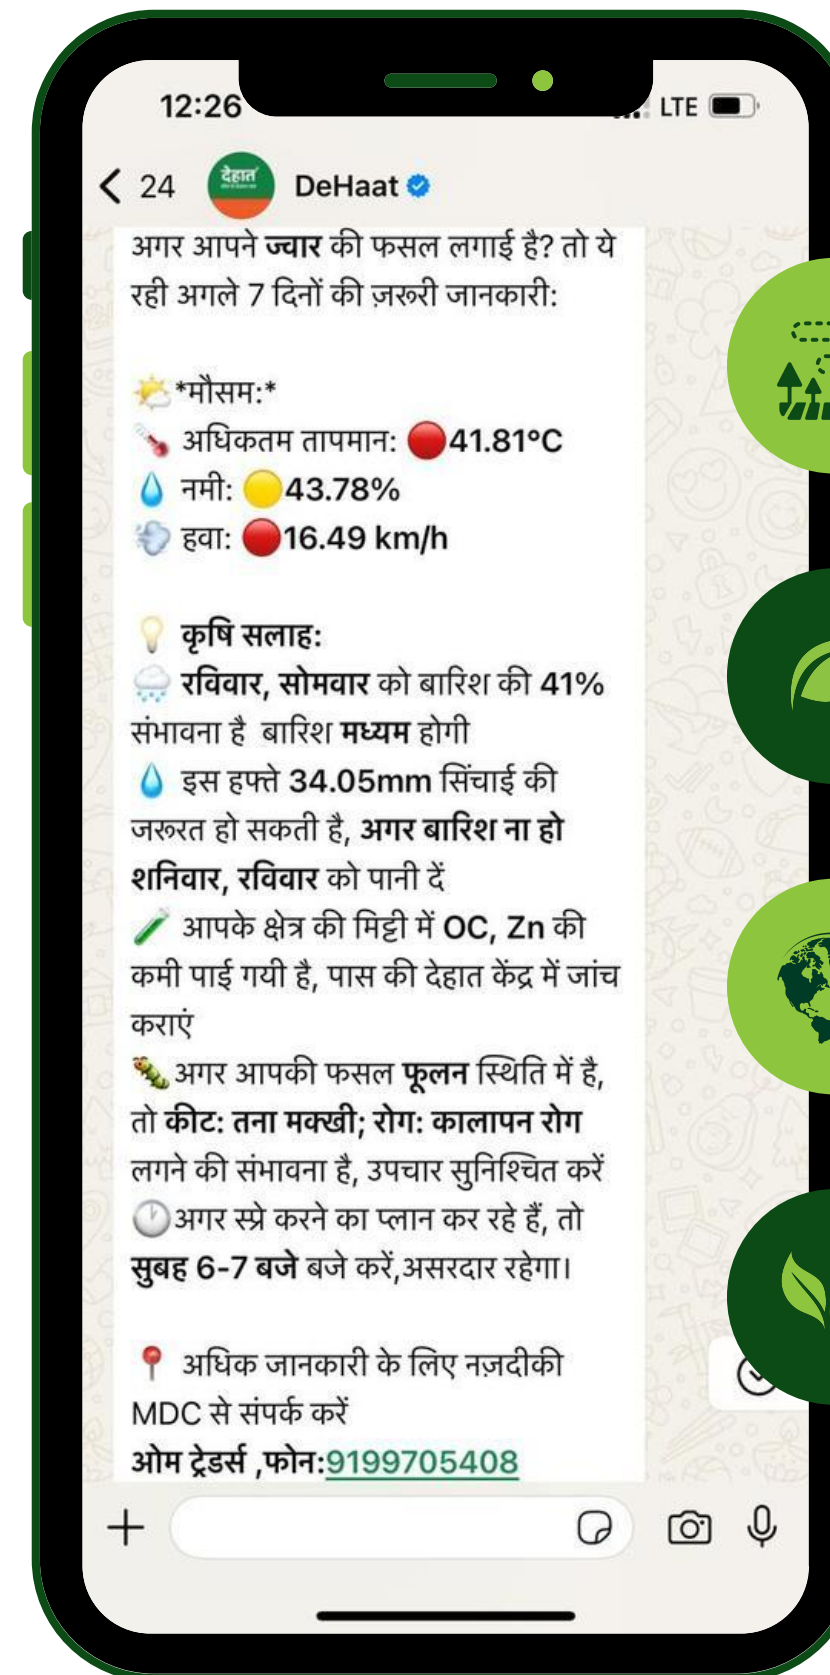 12:26
LTE
24
देहात
DeHaat
अगर आपने ज्वार की फसल लगाई है? तो ये
रही अगले 7 दिनों की ज़रूरी जानकारी:
*मौसम:*
अधिकतम तापमान: 41.81°C
नमी: 43.78%
हवा: 16.49 km/h
कृषि सलाह:
रविवार, सोमवार को बारिश की 41%
संभावना है बारिश मध्यम होगी
इस हफ्ते 34.05mm सिंचाई की
जरूरत हो सकती है, अगर बारिश ना हो
शनिवार, रविवार को पानी दें
आपके क्षेत्र की मिट्टी में OC, Zn की
कमी पाई गयी है, पास की देहात केंद्र में जांच
कराएं
अगर आपकी फसल फूलन स्थिति में है,
तो कीट: तना मक्खी; रोग: कालापन रोग
लगने की संभावना है, उपचार सुनिश्चित करें
अगर स्प्रे करने का प्लान कर रहे हैं, तो
सुबह 6-7 बजे बजे करें,असरदार रहेगा।
अधिक जानकारी के लिए नज़दीकी
MDC से संपर्क करें
ओम ट्रेडर्स ,फोन:9199705408